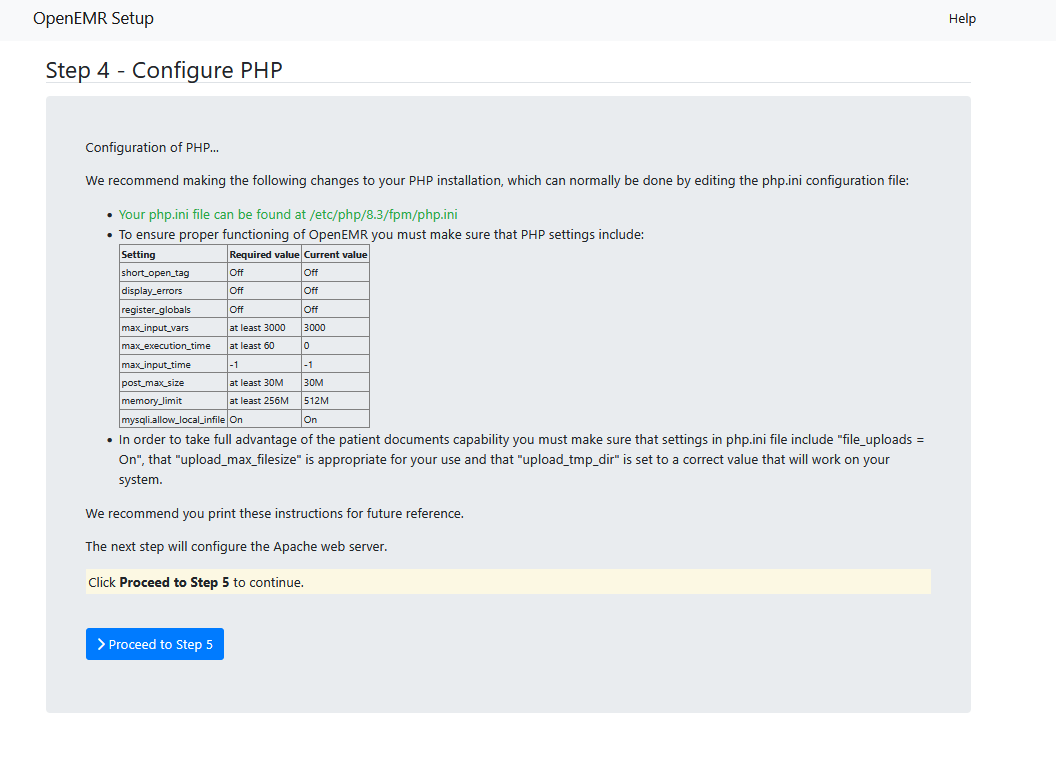 OpenEMR Setup Help
Step 4 - Configure PHP
Configuration of PHP...
We recommend making the following changes to your PHP installation, which can normally be done by editing the php.ini configuration file:
• Your php.ini file can be found at /etc/php/8.3/fpm/php.ini
• To ensure proper functioning of OpenEMR you must make sure that PHP settings include:
Setting Required value Current value
short_open_tag Off Off
display_errors Off Off
register_globals Off Off
max_input_vars at least 3000 3000
max_execution_time at least 60 0
max_input_time -1 -1
post_max_size at least 30M 30M
memory_limit at least 256M 512M
mysqli.allow_local_infile On On
• In order to take full advantage of the patient documents capability you must make sure that settings in php.ini file include "file_uploads =
On", that "upload_max_filesize" is appropriate for your use and that "upload_tmp_dir" is set to a correct value that will work on your
system.
We recommend you print these instructions for future reference.
The next step will configure the Apache web server.
Click Proceed to Step 5 to continue.
Proceed to Step 5